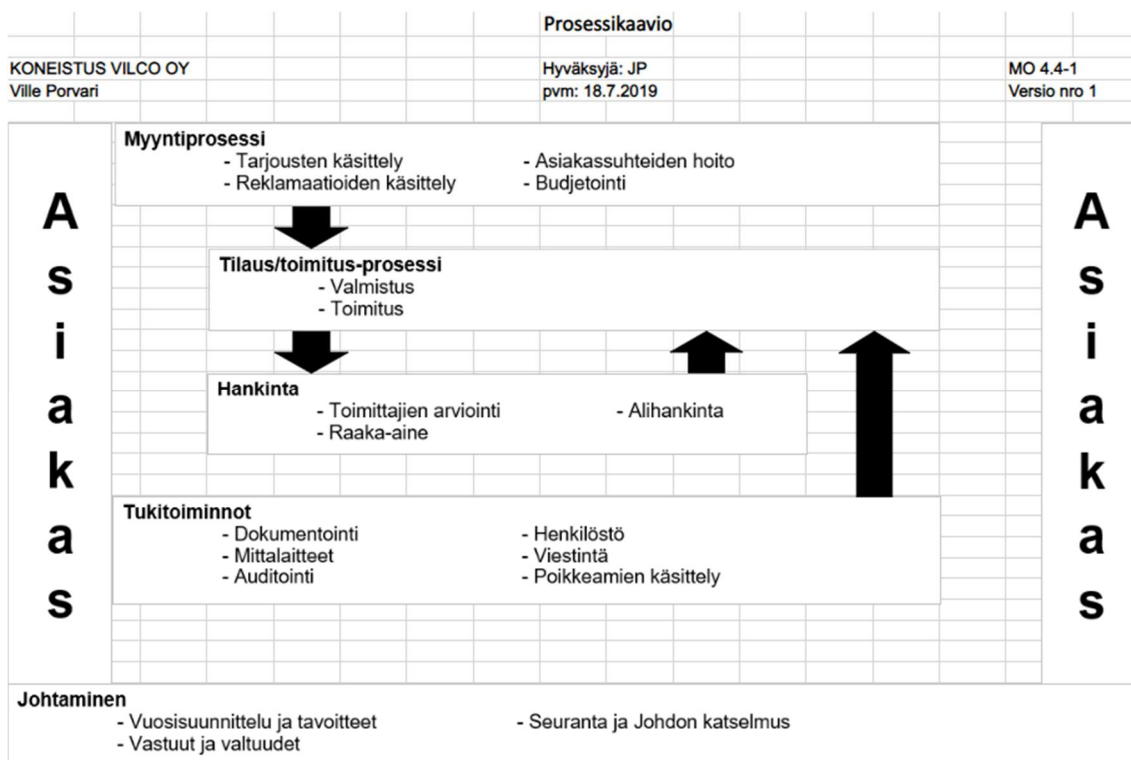 Prosessikaavio
KONEISTUS VILCO OY
Hyväksyjä: JP
MO 4.4-1
Ville Porvari
pvm: 18.7.2019
Versio nro 1
Asiakas
Myyntiprosessi
- Tarjousten käsittely
- Asiakassuhteiden hoito
- Reklamaatioiden käsittely
- Budjetointi
Tilaus/toimitus-prosessi
- Valmistus
- Toimitus
Hankinta
- Toimittajien arviointi
- Alihankinta
- Raaka-aine
Tukitoiminnot
- Dokumentointi
- Henkilöstö
- Mittalaitteet
- Viestintä
- Auditointi
- Poikkeamien käsittely
Asiakas
Johtaminen
- Vuosisuunnittelu ja tavoitteet
- Seuranta ja Johdon katselmus
- Vastuut ja valtuudet